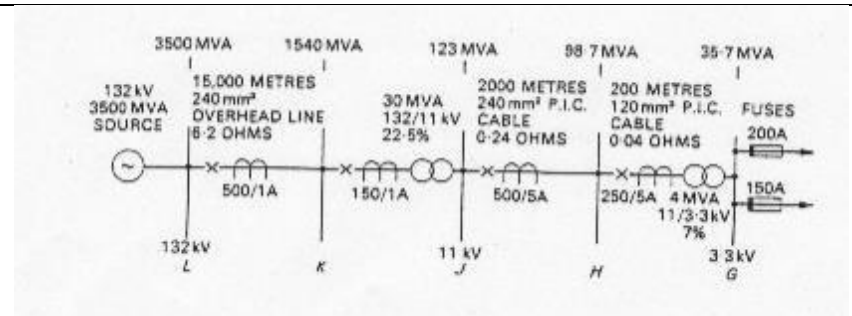 3500 MVA 1540 MVA 123 MVA 98·7 MVA 35·7 MVA
132 kV
3500 MVA
SOURCE
15,000 METRES
240 mm²
OVERHEAD LINE
6·2 OHMS
30 MVA
132/11 kV
22·5%
2000 METRES
240 mm² P.I.C.
CABLE
0·24 OHMS
200 METRES
120 mm² P.I.C.
CABLE
0·04 OHMS
FUSES
200A
150A
500/1A
150/1A
500/5A
250/5A
4 MVA
11/3·3 kV
7%
132 kV
L
K
11 kV
J
H
3·3 kV
G